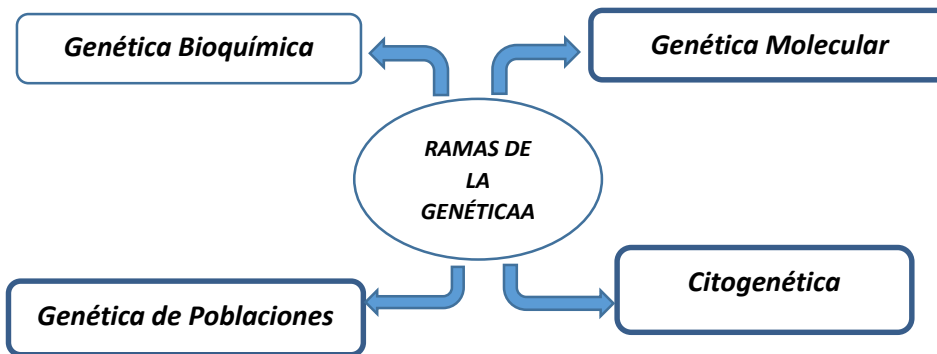 Genética Bioquímica
Genética Molecular
RAMAS DE
LA
GENÉTICAA
Genética de Poblaciones
Citogenética